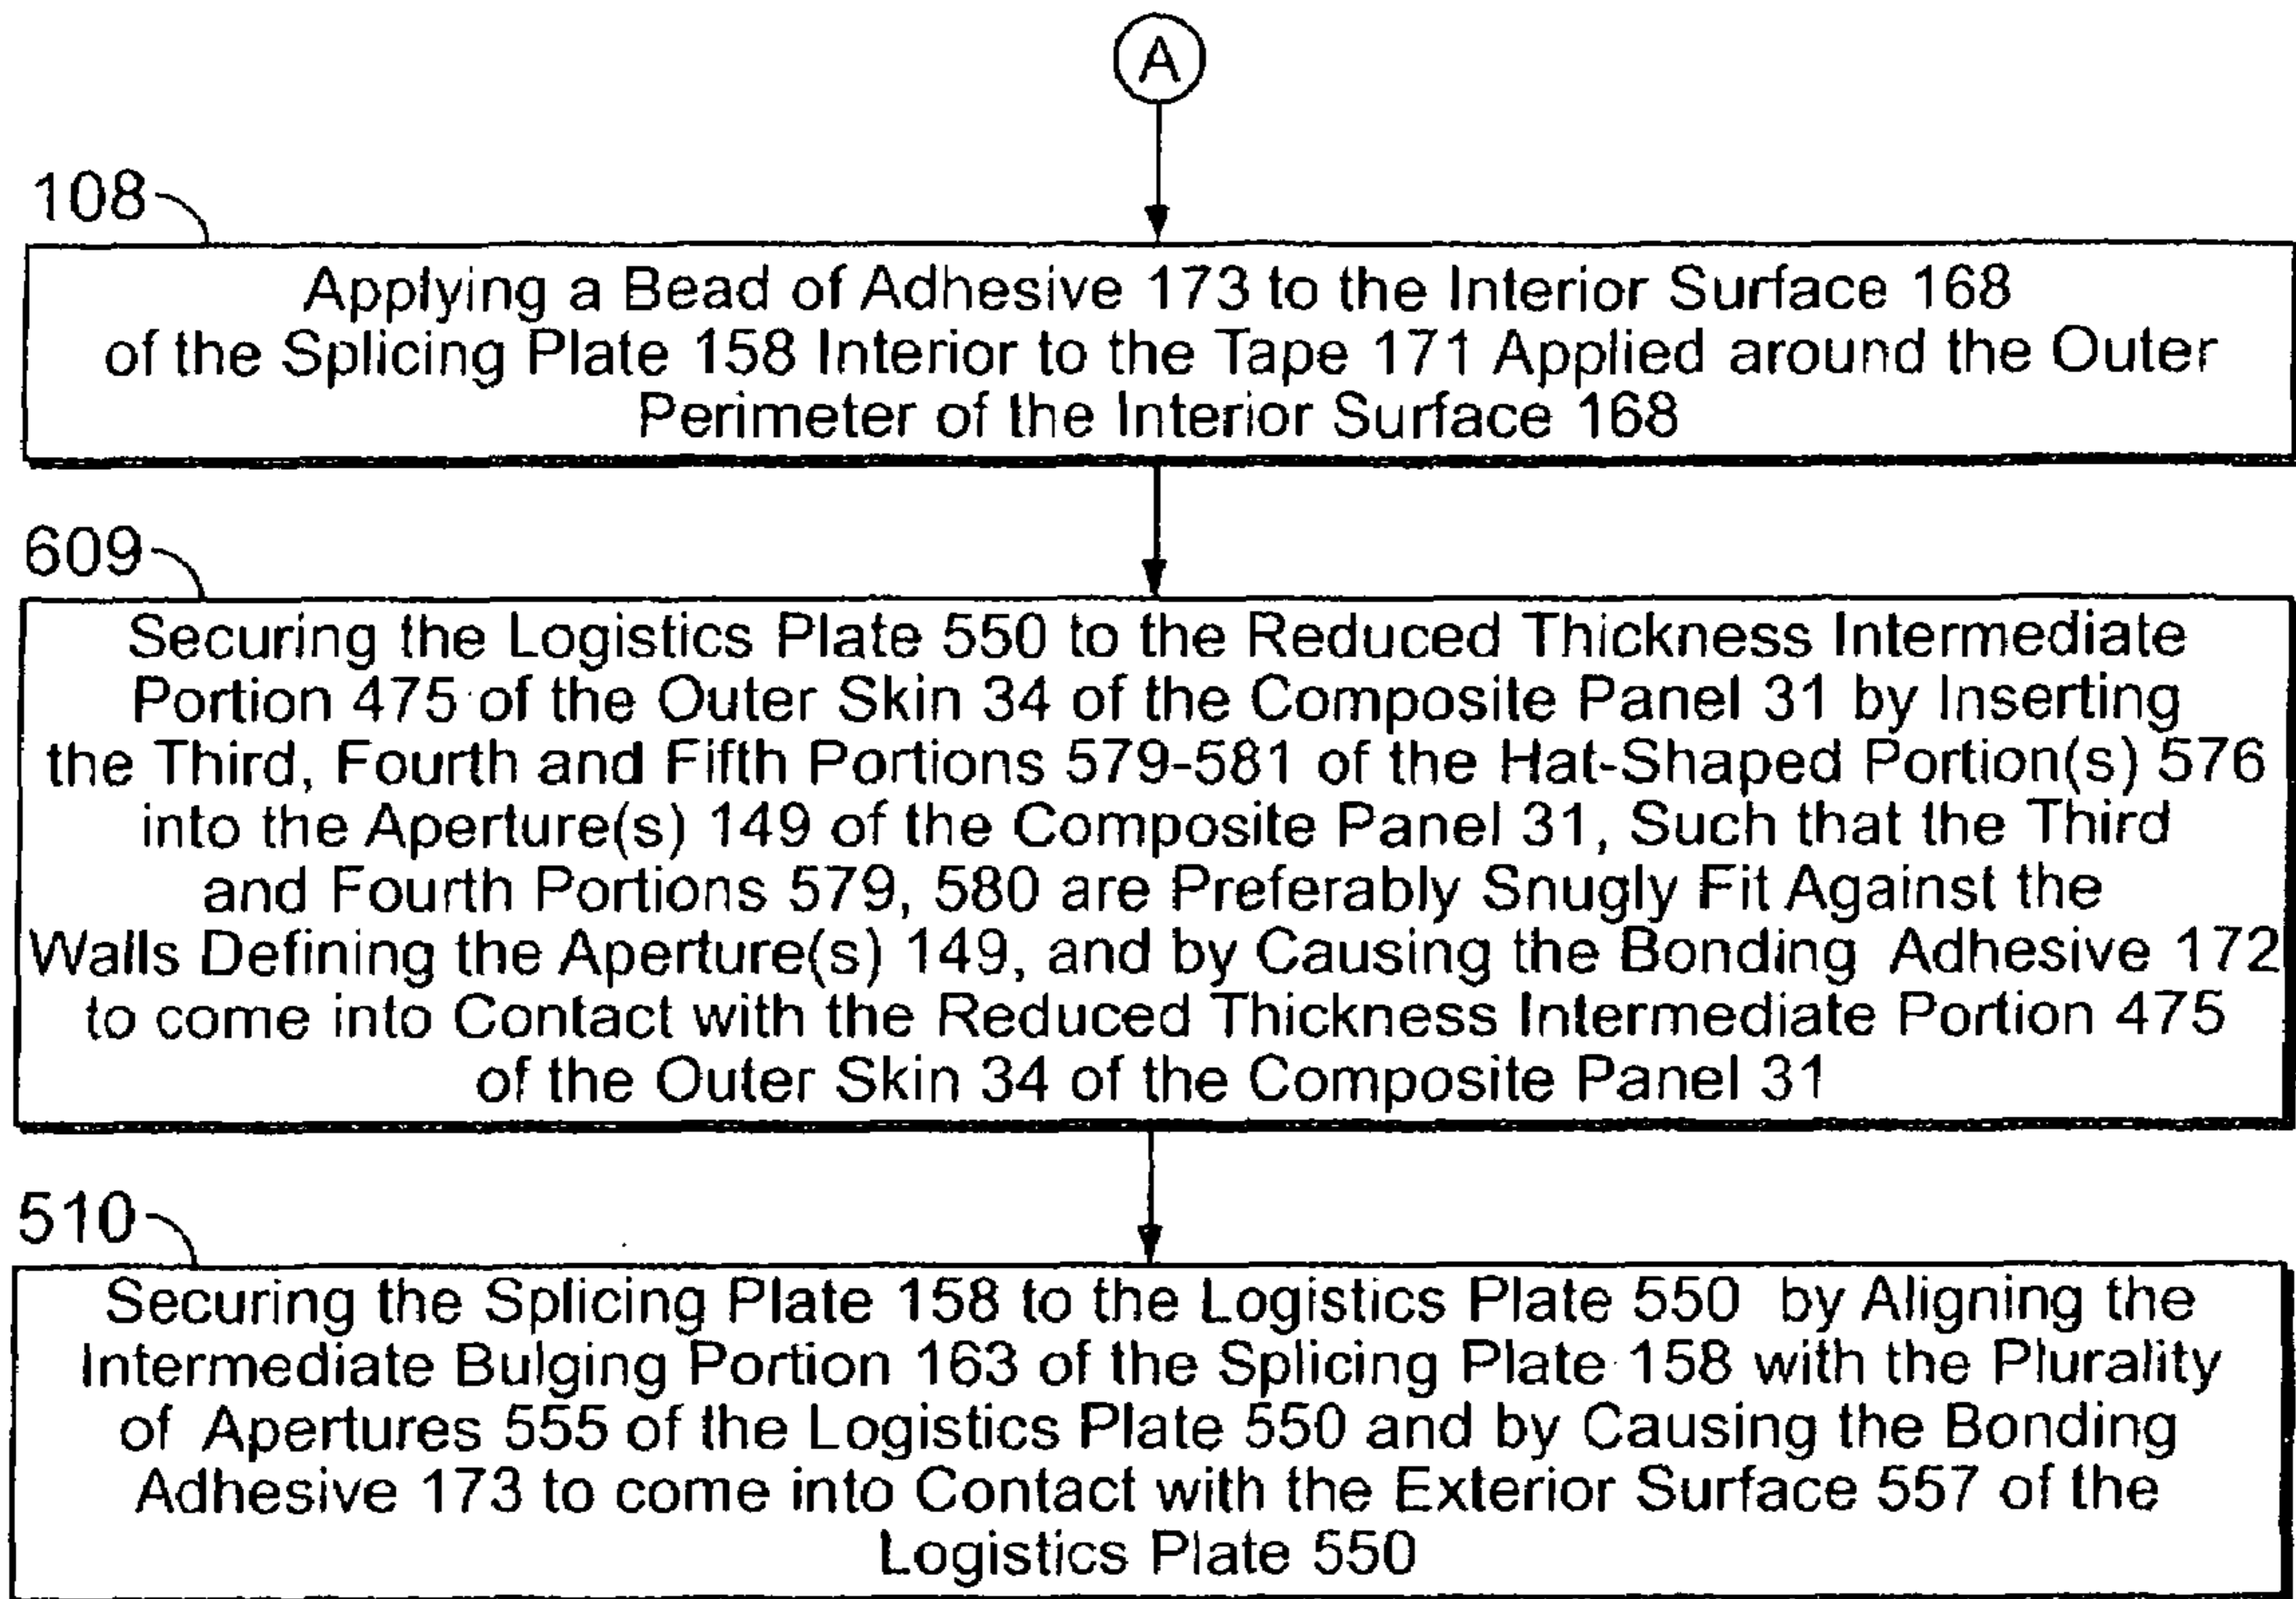 A
108
Applying a Bead of Adhesive 173 to the Interior Surface 168
of the Splicing Plate 158 Interior to the Tape 171 Applied around the Outer
Perimeter of the Interior Surface 168
609
Securing the Logistics Plate 550 to the Reduced Thickness Intermediate
Portion 475 of the Outer Skin 34 of the Composite Panel 31 by Inserting
the Third, Fourth and Fifth Portions 579-581 of the Hat-Shaped Portion(s) 576
into the Aperture(s) 149 of the Composite Panel 31, Such that the Third
and Fourth Portions 579, 580 are Preferably Snugly Fit Against the
Walls Defining the Aperture(s) 149, and by Causing the Bonding Adhesive 172
to come into Contact with the Reduced Thickness Intermediate Portion 475
of the Outer Skin 34 of the Composite Panel 31
510
Securing the Splicing Plate 158 to the Logistics Plate 550 by Aligning the
Intermediate Bulging Portion 163 of the Splicing Plate 158 with the Plurality
of Apertures 555 of the Logistics Plate 550 and by Causing the Bonding
Adhesive 173 to come into Contact with the Exterior Surface 557 of the
Logistics Plate 550